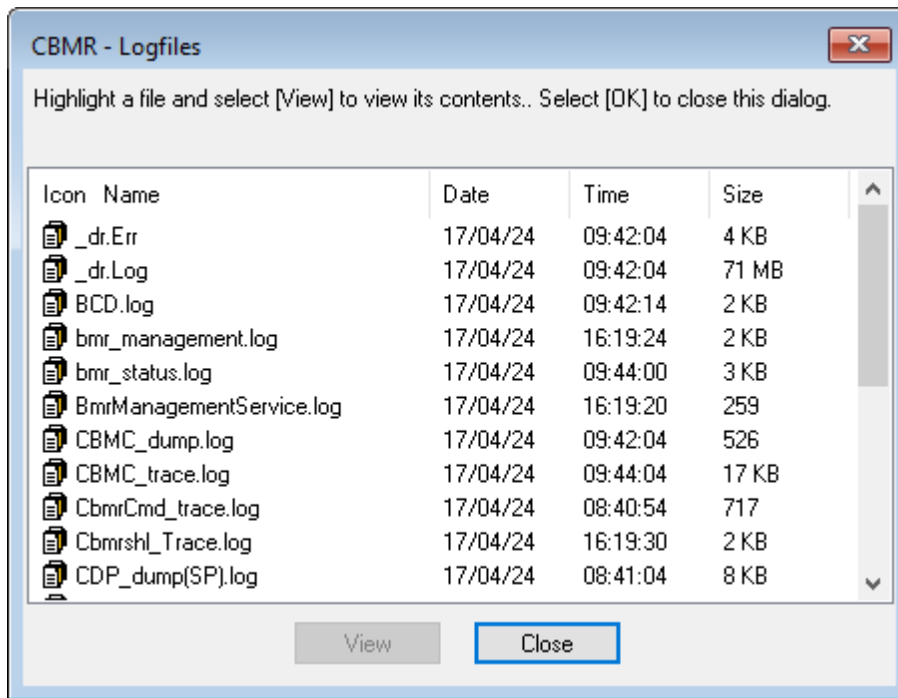 CBMR - Logfiles
Highlight a file and select [View] to view its contents.. Select [OK] to close this dialog.
Icon Name Date Time Size
_dr.Err 17/04/24 09:42:04 4 KB
_dr.Log 17/04/24 09:42:04 71 MB
BCD.log 17/04/24 09:42:14 2 KB
bmr_management.log 17/04/24 16:19:24 2 KB
bmr_status.log 17/04/24 09:44:00 3 KB
BmrManagementService.log 17/04/24 16:19:20 259
CBMC_dump.log 17/04/24 09:42:04 526
CBMC_trace.log 17/04/24 09:44:04 17 KB
CbmrCmd_trace.log 17/04/24 08:40:54 717
Cbmrshl_Trace.log 17/04/24 16:19:30 2 KB
CDP_dump(SP).log 17/04/24 08:41:04 8 KB
View Close